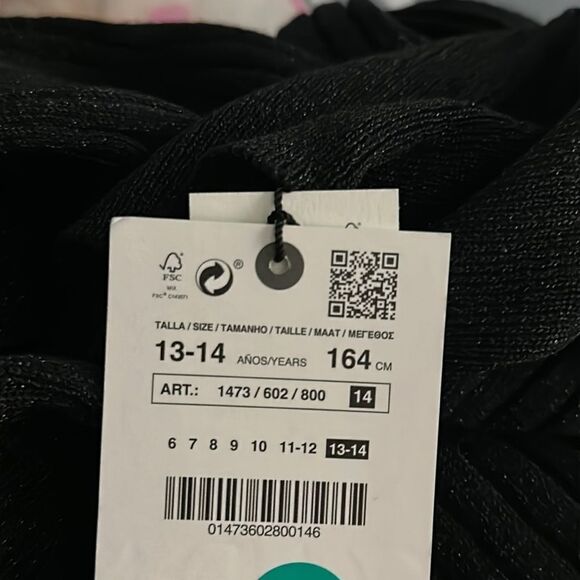 FSC
MIX
®
TALLA / SIZE / TAMANHO / TAILLE / MAAT / ΜΕΓΕΘΟΣ
13-14 AÑOS/YEARS 164 CM
ART.: 1473 / 602 / 800 14
6 7 8 9 10 11-12 13-14
01473602800146